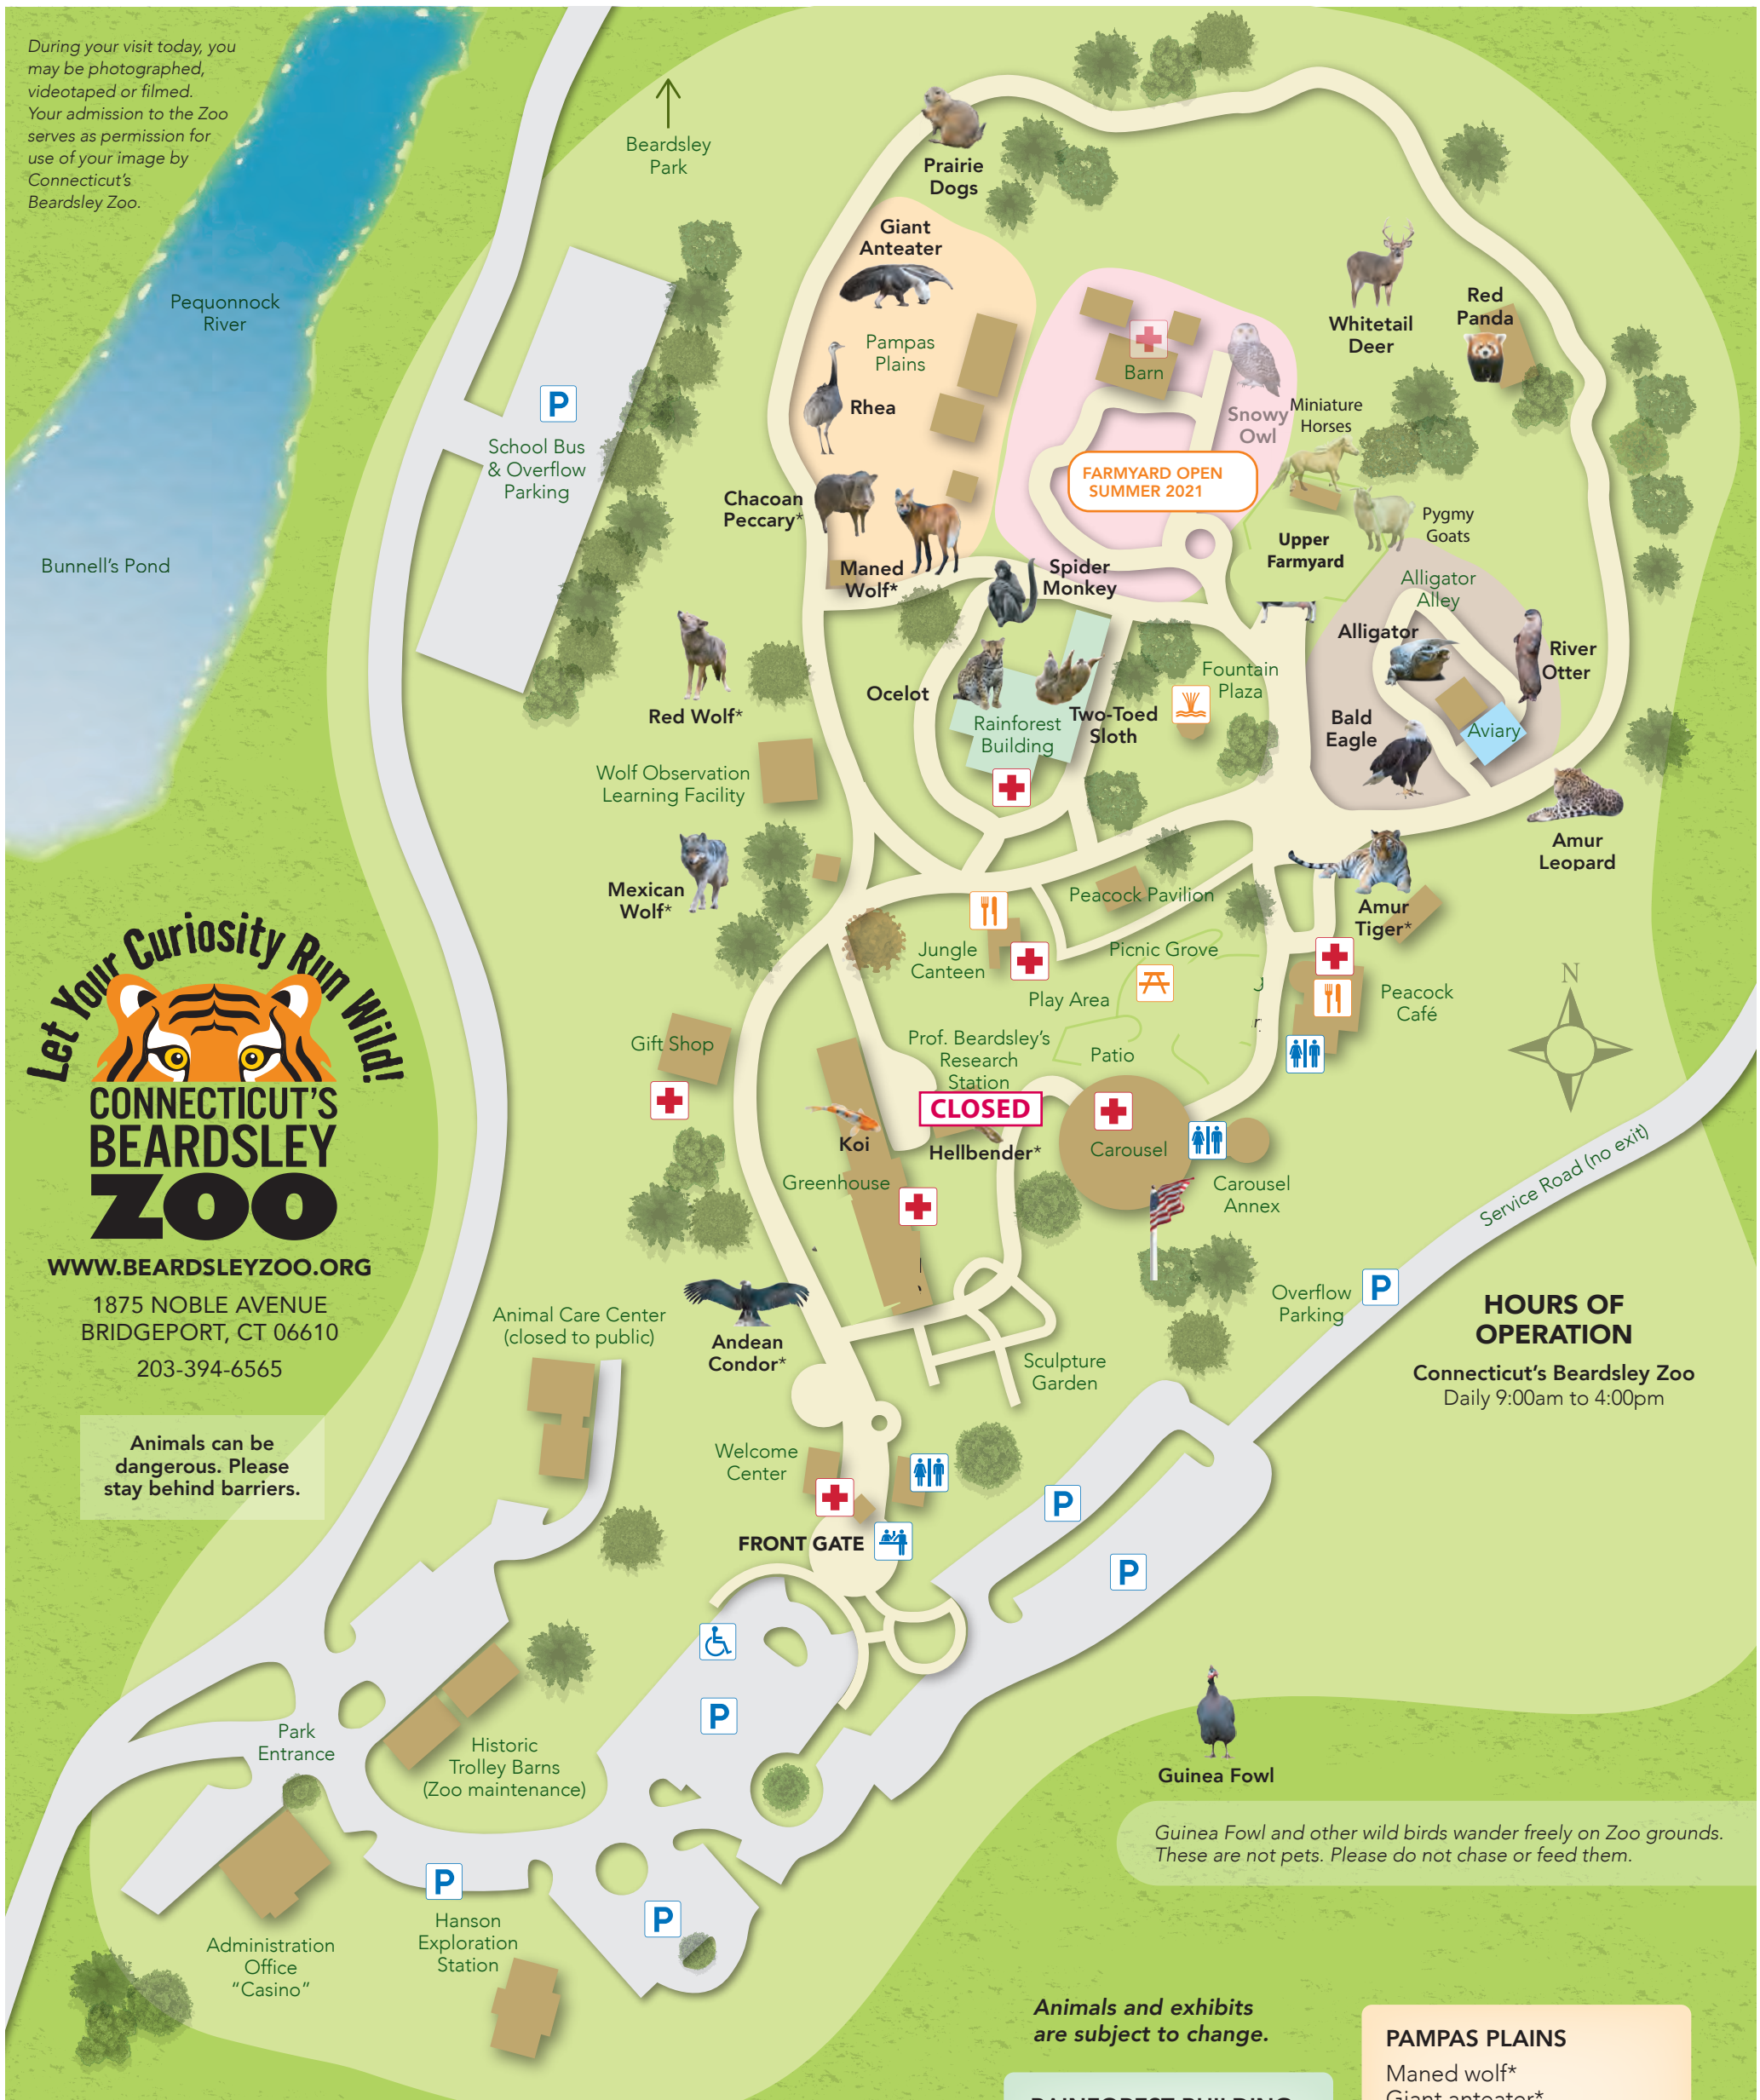 During your visit today, you
may be photographed,
videotaped or filmed.
Your admission to the Zoo
serves as permission for
use of your image by
Connecticut's
Beardsley Zoo.
Beardsley
Park
Prairie
Dogs
Giant
Anteater
Pequonnock
River
Pampas
Plains
Rhea
Barn
Snowy
Owl
Whitetail
Deer
Red
Panda
Miniature
Horses
P
School Bus
& Overflow
Parking
FARMYARD OPEN
SUMMER 2021
Chacoan
Peccary*
Maned
Wolf*
Spider
Monkey
Upper
Farmyard
Pygmy
Goats
Bunnell's Pond
Alligator
Alley
Alligator
River
Otter
Red Wolf*
Ocelot
Rainforest
Building
Two-Toed
Sloth
Fountain
Plaza
Bald
Eagle
Aviary
Wolf Observation
Learning Facility
Amur
Leopard
Mexican
Wolf*
Peacock Pavilion
Amur
Tiger*
Jungle
Canteen
Picnic Grove
Play Area
Peacock
Café
N
Gift Shop
Prof. Beardsley's
Research
Station
CLOSED
Patio
Koi
Hellbender*
Carousel
Greenhouse
Carousel
Annex
Service Road (no exit)
Let Your Curiosity Run Wild!
CONNECTICUT'S
BEARDSLEY
ZOO
WWW.BEARDSLEYZOO.ORG
1875 NOBLE AVENUE
BRIDGEPORT, CT 06610
203-394-6565
Animals can be
dangerous. Please
stay behind barriers.
Animal Care Center
(closed to public)
Andean
Condor*
Sculpture
Garden
Overflow
Parking
P
HOURS OF
OPERATION
Connecticut's Beardsley Zoo
Daily 9:00am to 4:00pm
Welcome
Center
P
FRONT GATE
P
P
Park
Entrance
Historic
Trolley Barns
(Zoo maintenance)
Guinea Fowl
Guinea Fowl and other wild birds wander freely on Zoo grounds.
These are not pets. Please do not chase or feed them.
P
P
Administration
Office
"Casino"
Hanson
Exploration
Station
Animals and exhibits
are subject to change.
PAMPAS PLAINS
Maned wolf*
Giant anteater*
RAINFOREST BUILDING